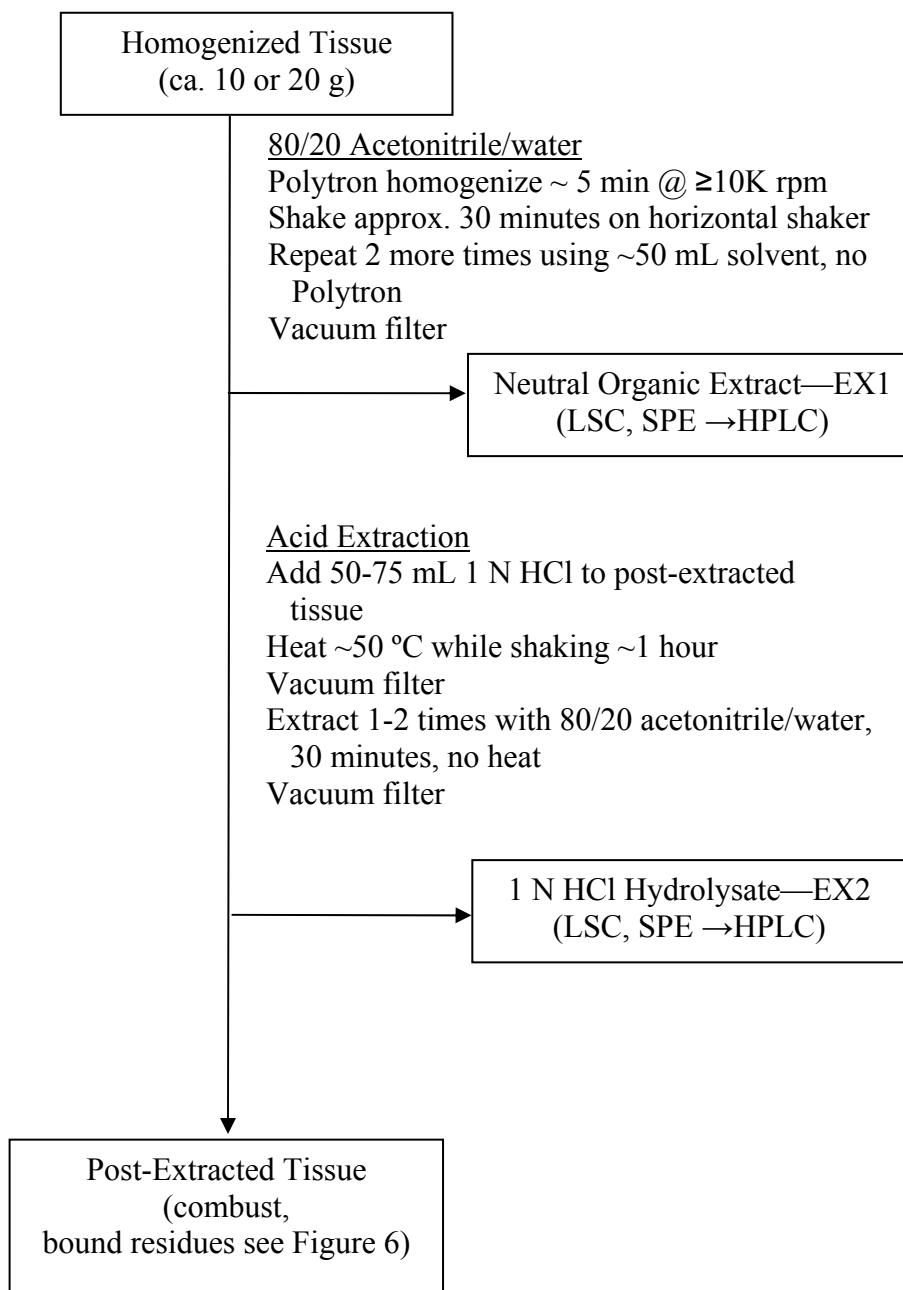 Homogenized Tissue
(ca. 10 or 20 g)
80/20 Acetonitrile/water
Polytron homogenize ~ 5 min @ ≥10K rpm
Shake approx. 30 minutes on horizontal shaker
Repeat 2 more times using ~50 mL solvent, no
Polytron
Vacuum filter
Neutral Organic Extract—EX1
(LSC, SPE →HPLC)
Acid Extraction
Add 50-75 mL 1 N HCl to post-extracted
tissue
Heat ~50 ºC while shaking ~1 hour
Vacuum filter
Extract 1-2 times with 80/20 acetonitrile/water,
30 minutes, no heat
Vacuum filter
1 N HCl Hydrolysate—EX2
(LSC, SPE →HPLC)
Post-Extracted Tissue
(combust,
bound residues see Figure 6)